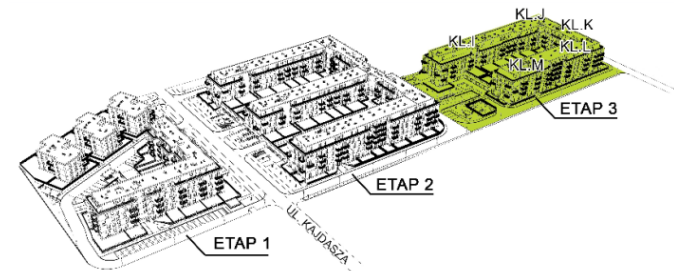 KL.J
KL.K
KL.I
KL.L
KL.M
ETAP 3
ETAP 2
UL. KAJDASZA
ETAP 1